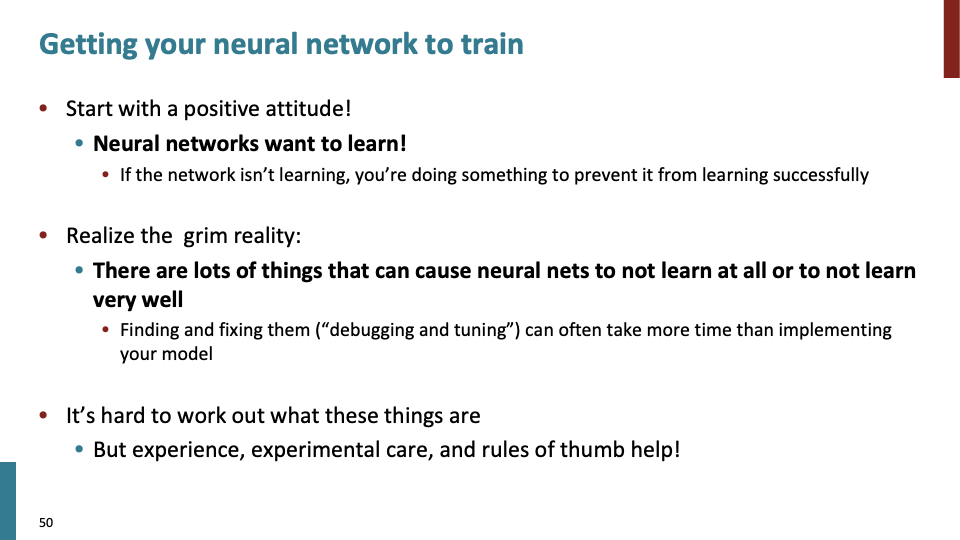 Getting your neural network to train
• Start with a positive attitude!
• Neural networks want to learn!
• If the network isn’t learning, you’re doing something to prevent it from learning successfully
• Realize the  grim reality:
• There are lots of things that can cause neural nets to not learn at all or to not learn
very well
• Finding and fixing them (“debugging and tuning”) can often take more time than implementing
your model
• It’s hard to work out what these things are
• But experience, experimental care, and rules of thumb help!
50